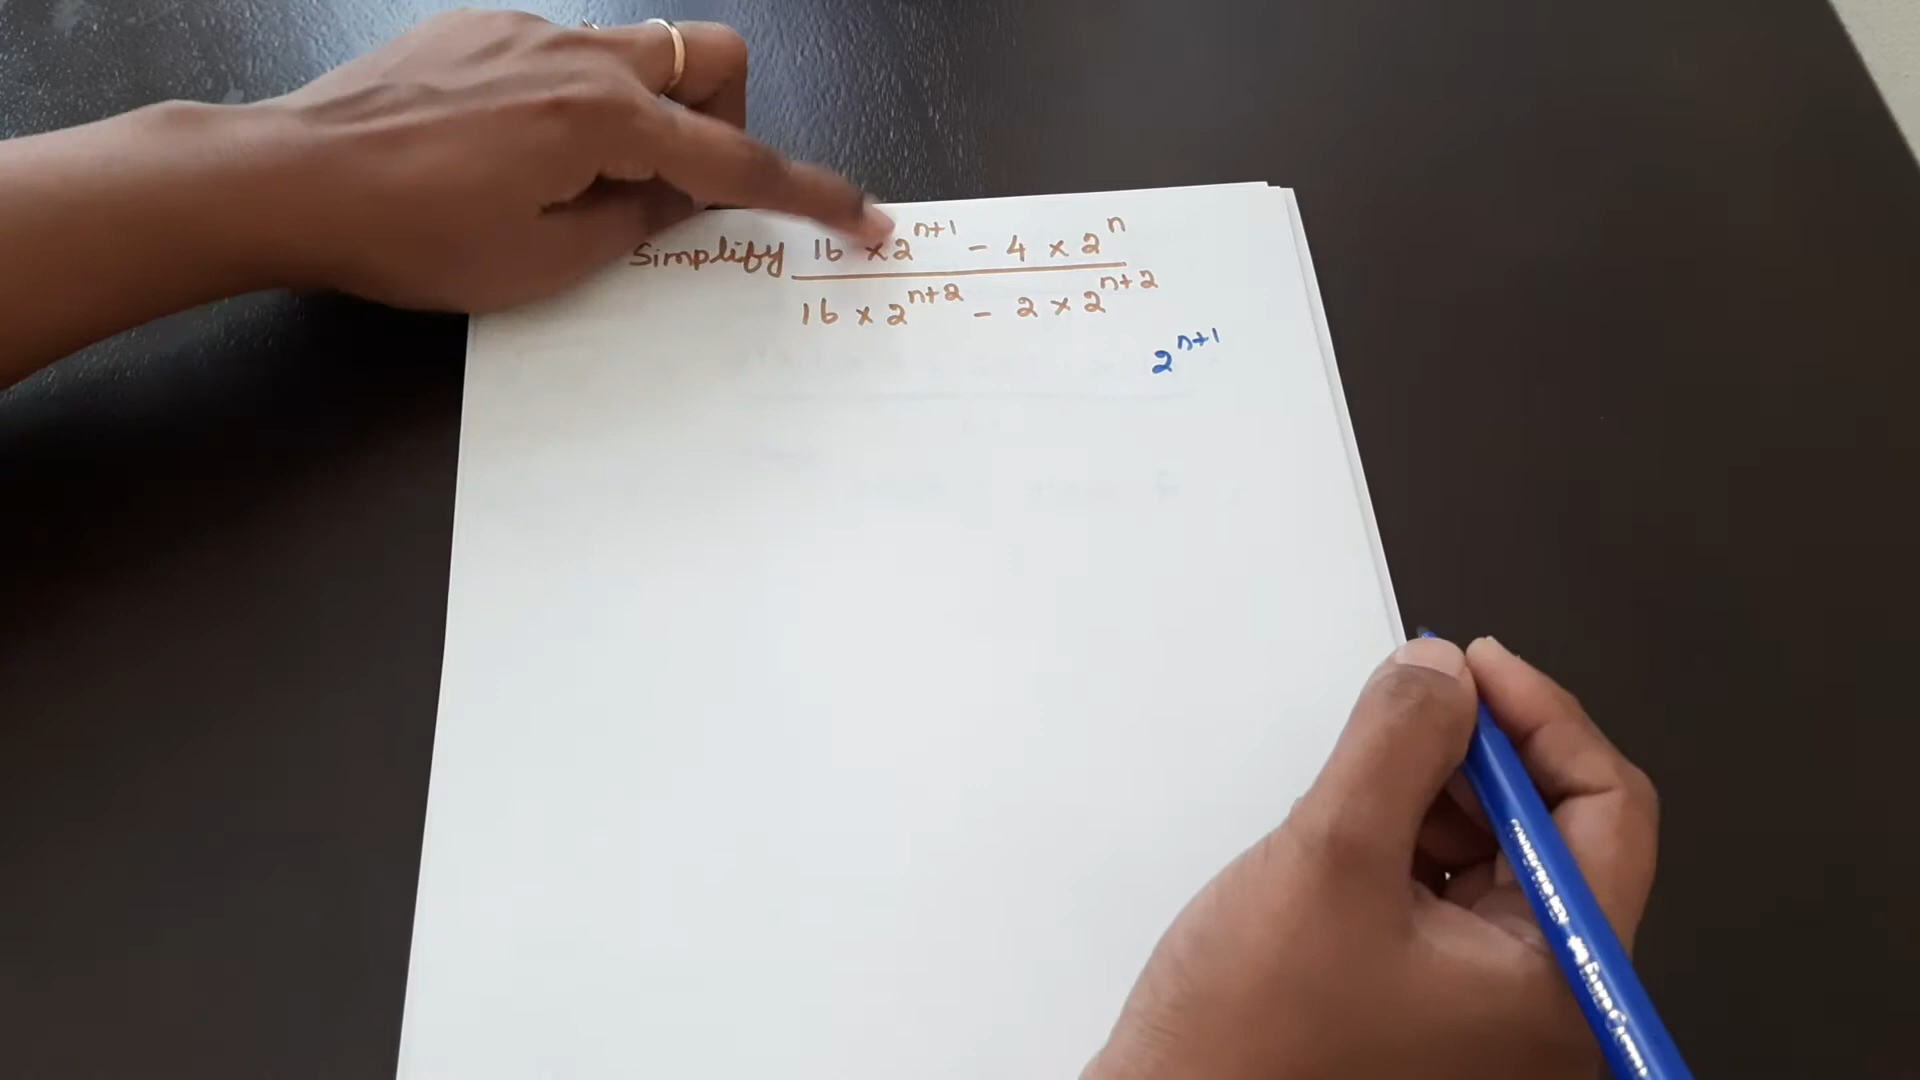 Simplify 16 × 2^{n+1} - 4 × 2^n
16 × 2^{n+2} - 2 × 2^{n+2}
2^{n+1}